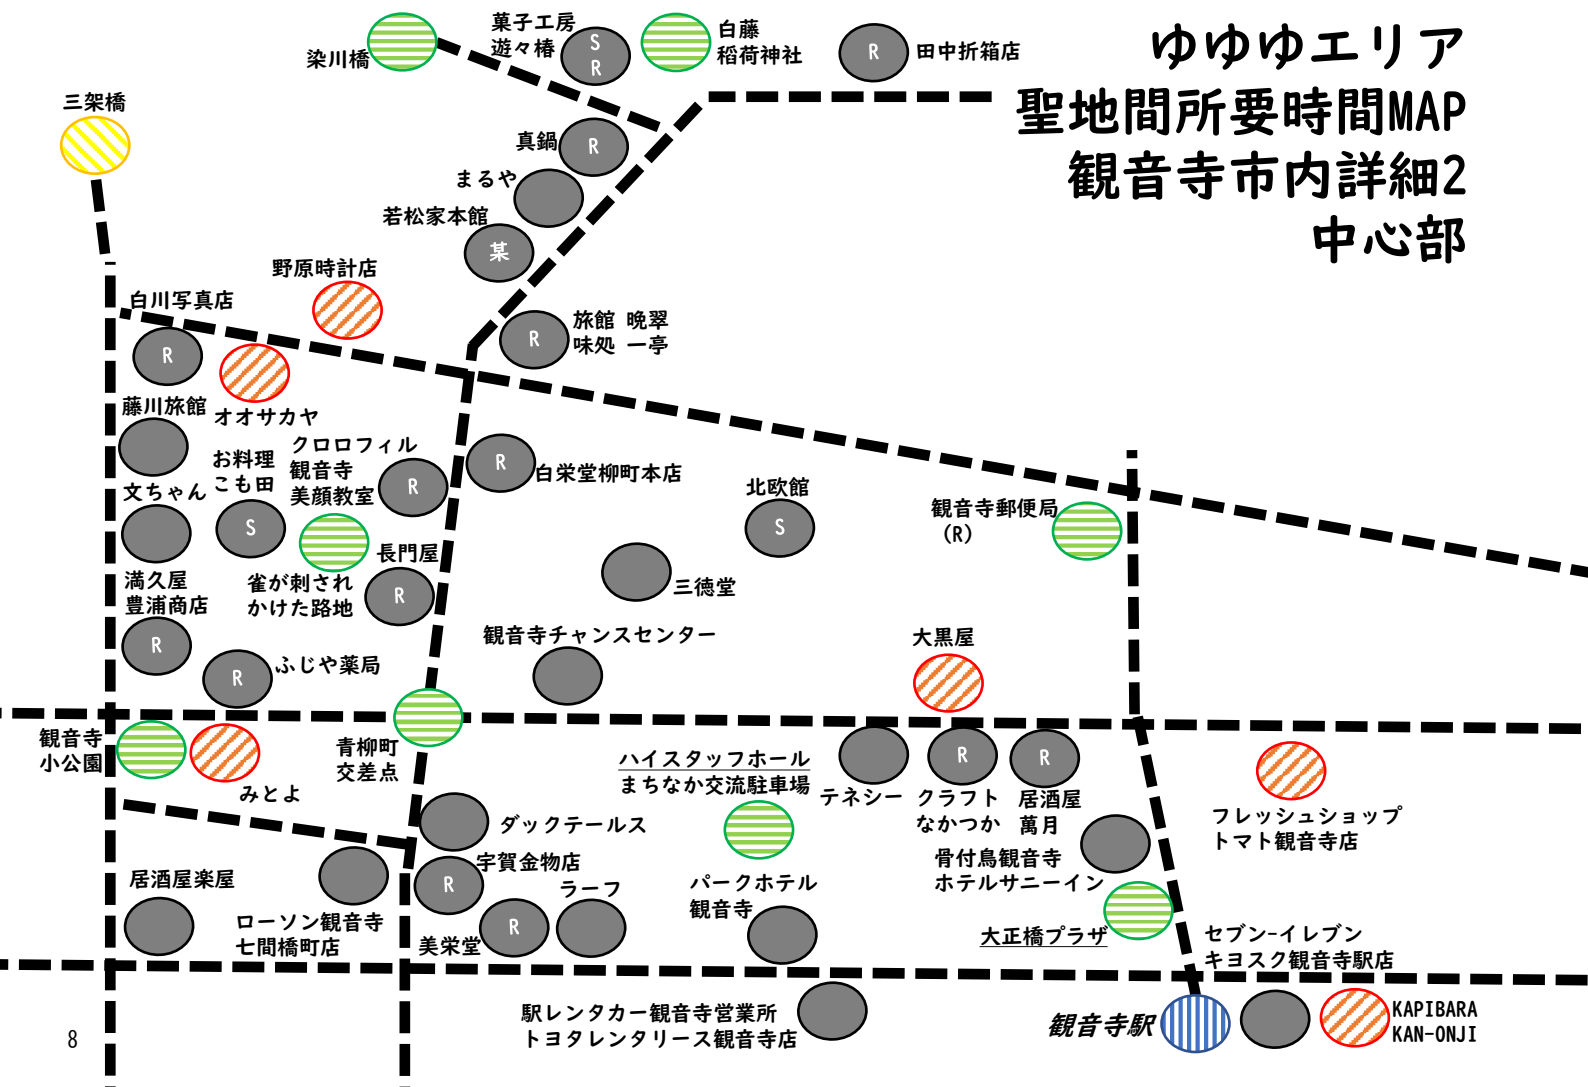 ゆゆゆエリア
聖地間所要時間MAP
観音寺市内詳細2
中心部
染川橋
菓子工房
遊々椿
S
R
白藤
稲荷神社
R
田中折箱店
三架橋
真鍋
R
まるや
若松家本館
某
野原時計店
白川写真店
R
旅館 晩翠
味処 一亭
R
藤川旅館
オオサカヤ
お料理
こも田
S
クロロフィル
観音寺
美顔教室
R
R
白栄堂柳町本店
文ちゃん
北欧館
S
観音寺郵便局
(R)
満久屋
豊浦商店
R
雀が刺され
かけた路地
長門屋
R
三徳堂
観音寺チャンスセンター
大黒屋
R
ふじや薬局
観音寺
小公園
みとよ
青柳町
交差点
ハイスタッフホール
まちなか交流駐車場
テネシー
R
クラフト
なかつか
R
居酒屋
萬月
フレッシュショップ
トマト観音寺店
ダックテールス
骨付鳥観音寺
ホテルサニーイン
居酒屋楽屋
ローソン観音寺
七間橋町店
宇賀金物店
R
美栄堂
R
ラーフ
パークホテル
観音寺
大正橋プラザ
セブン-イレブン
キヨスク観音寺駅店
駅レンタカー観音寺営業所
トヨタレンタリース観音寺店
観音寺駅
KAPIBARA
KAN-ONJI
8